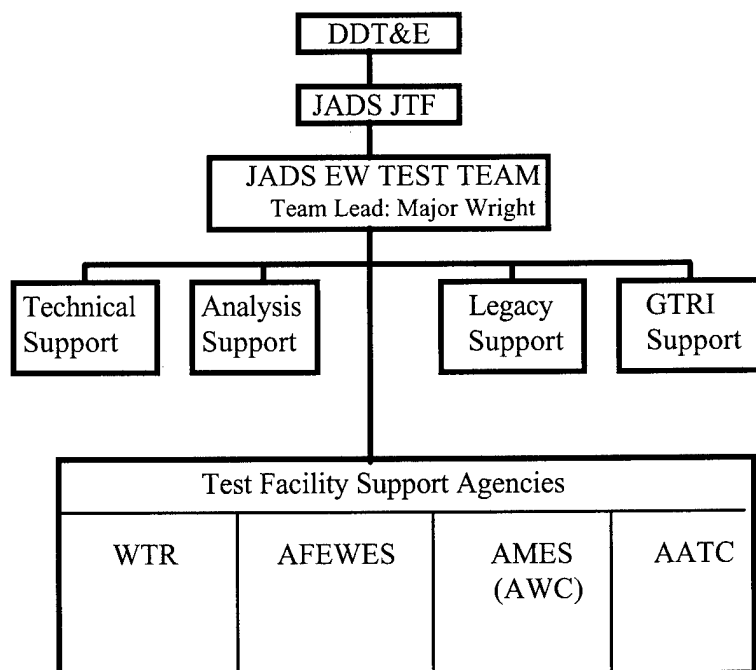 DDT&E
JADS JTF
JADS EW TEST TEAM
Team Lead: Major Wright
Technical
Support
Analysis
Support
Legacy
Support
GTRI
Support
Test Facility Support Agencies
WTR
AFEWES
AMES
(AWC)
AATC